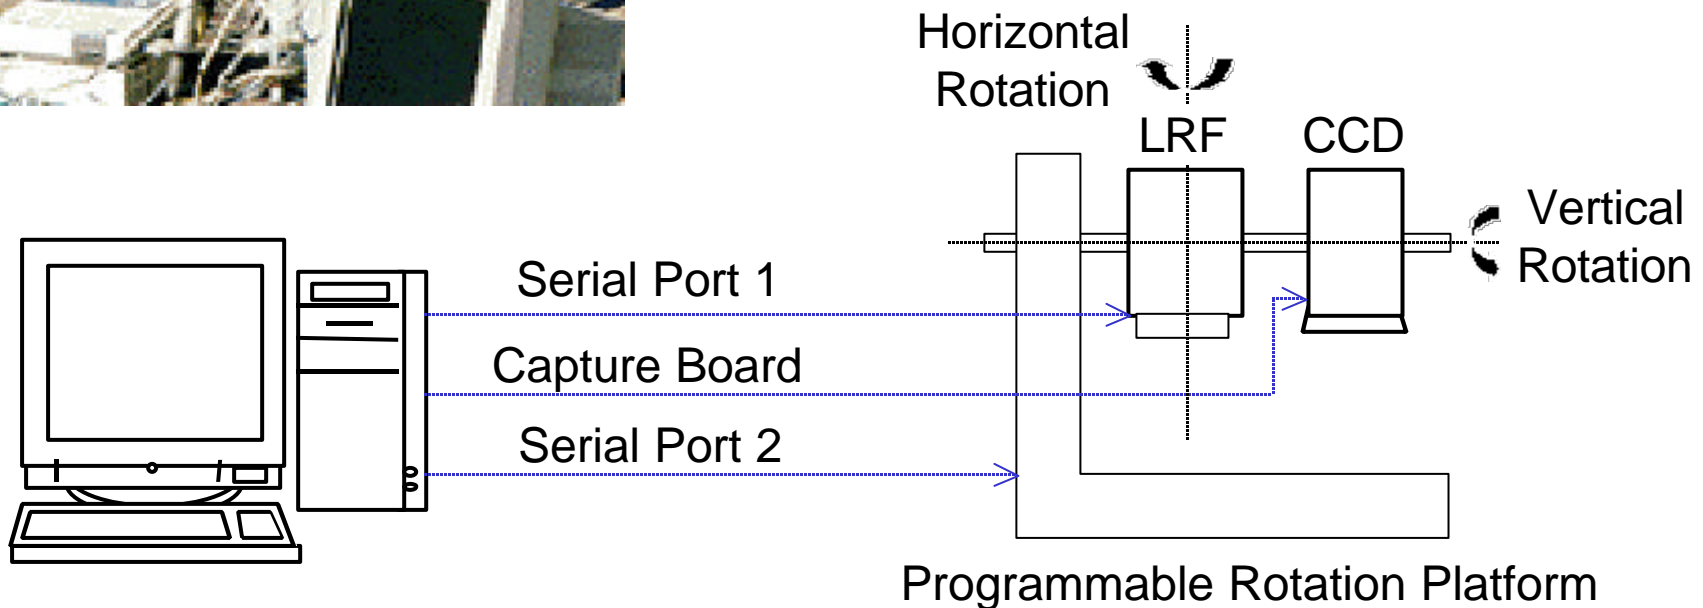 Horizontal
Rotation
LRF
CCD
Vertical
Rotation
Serial Port 1
Capture Board
Serial Port 2
Programmable Rotation Platform